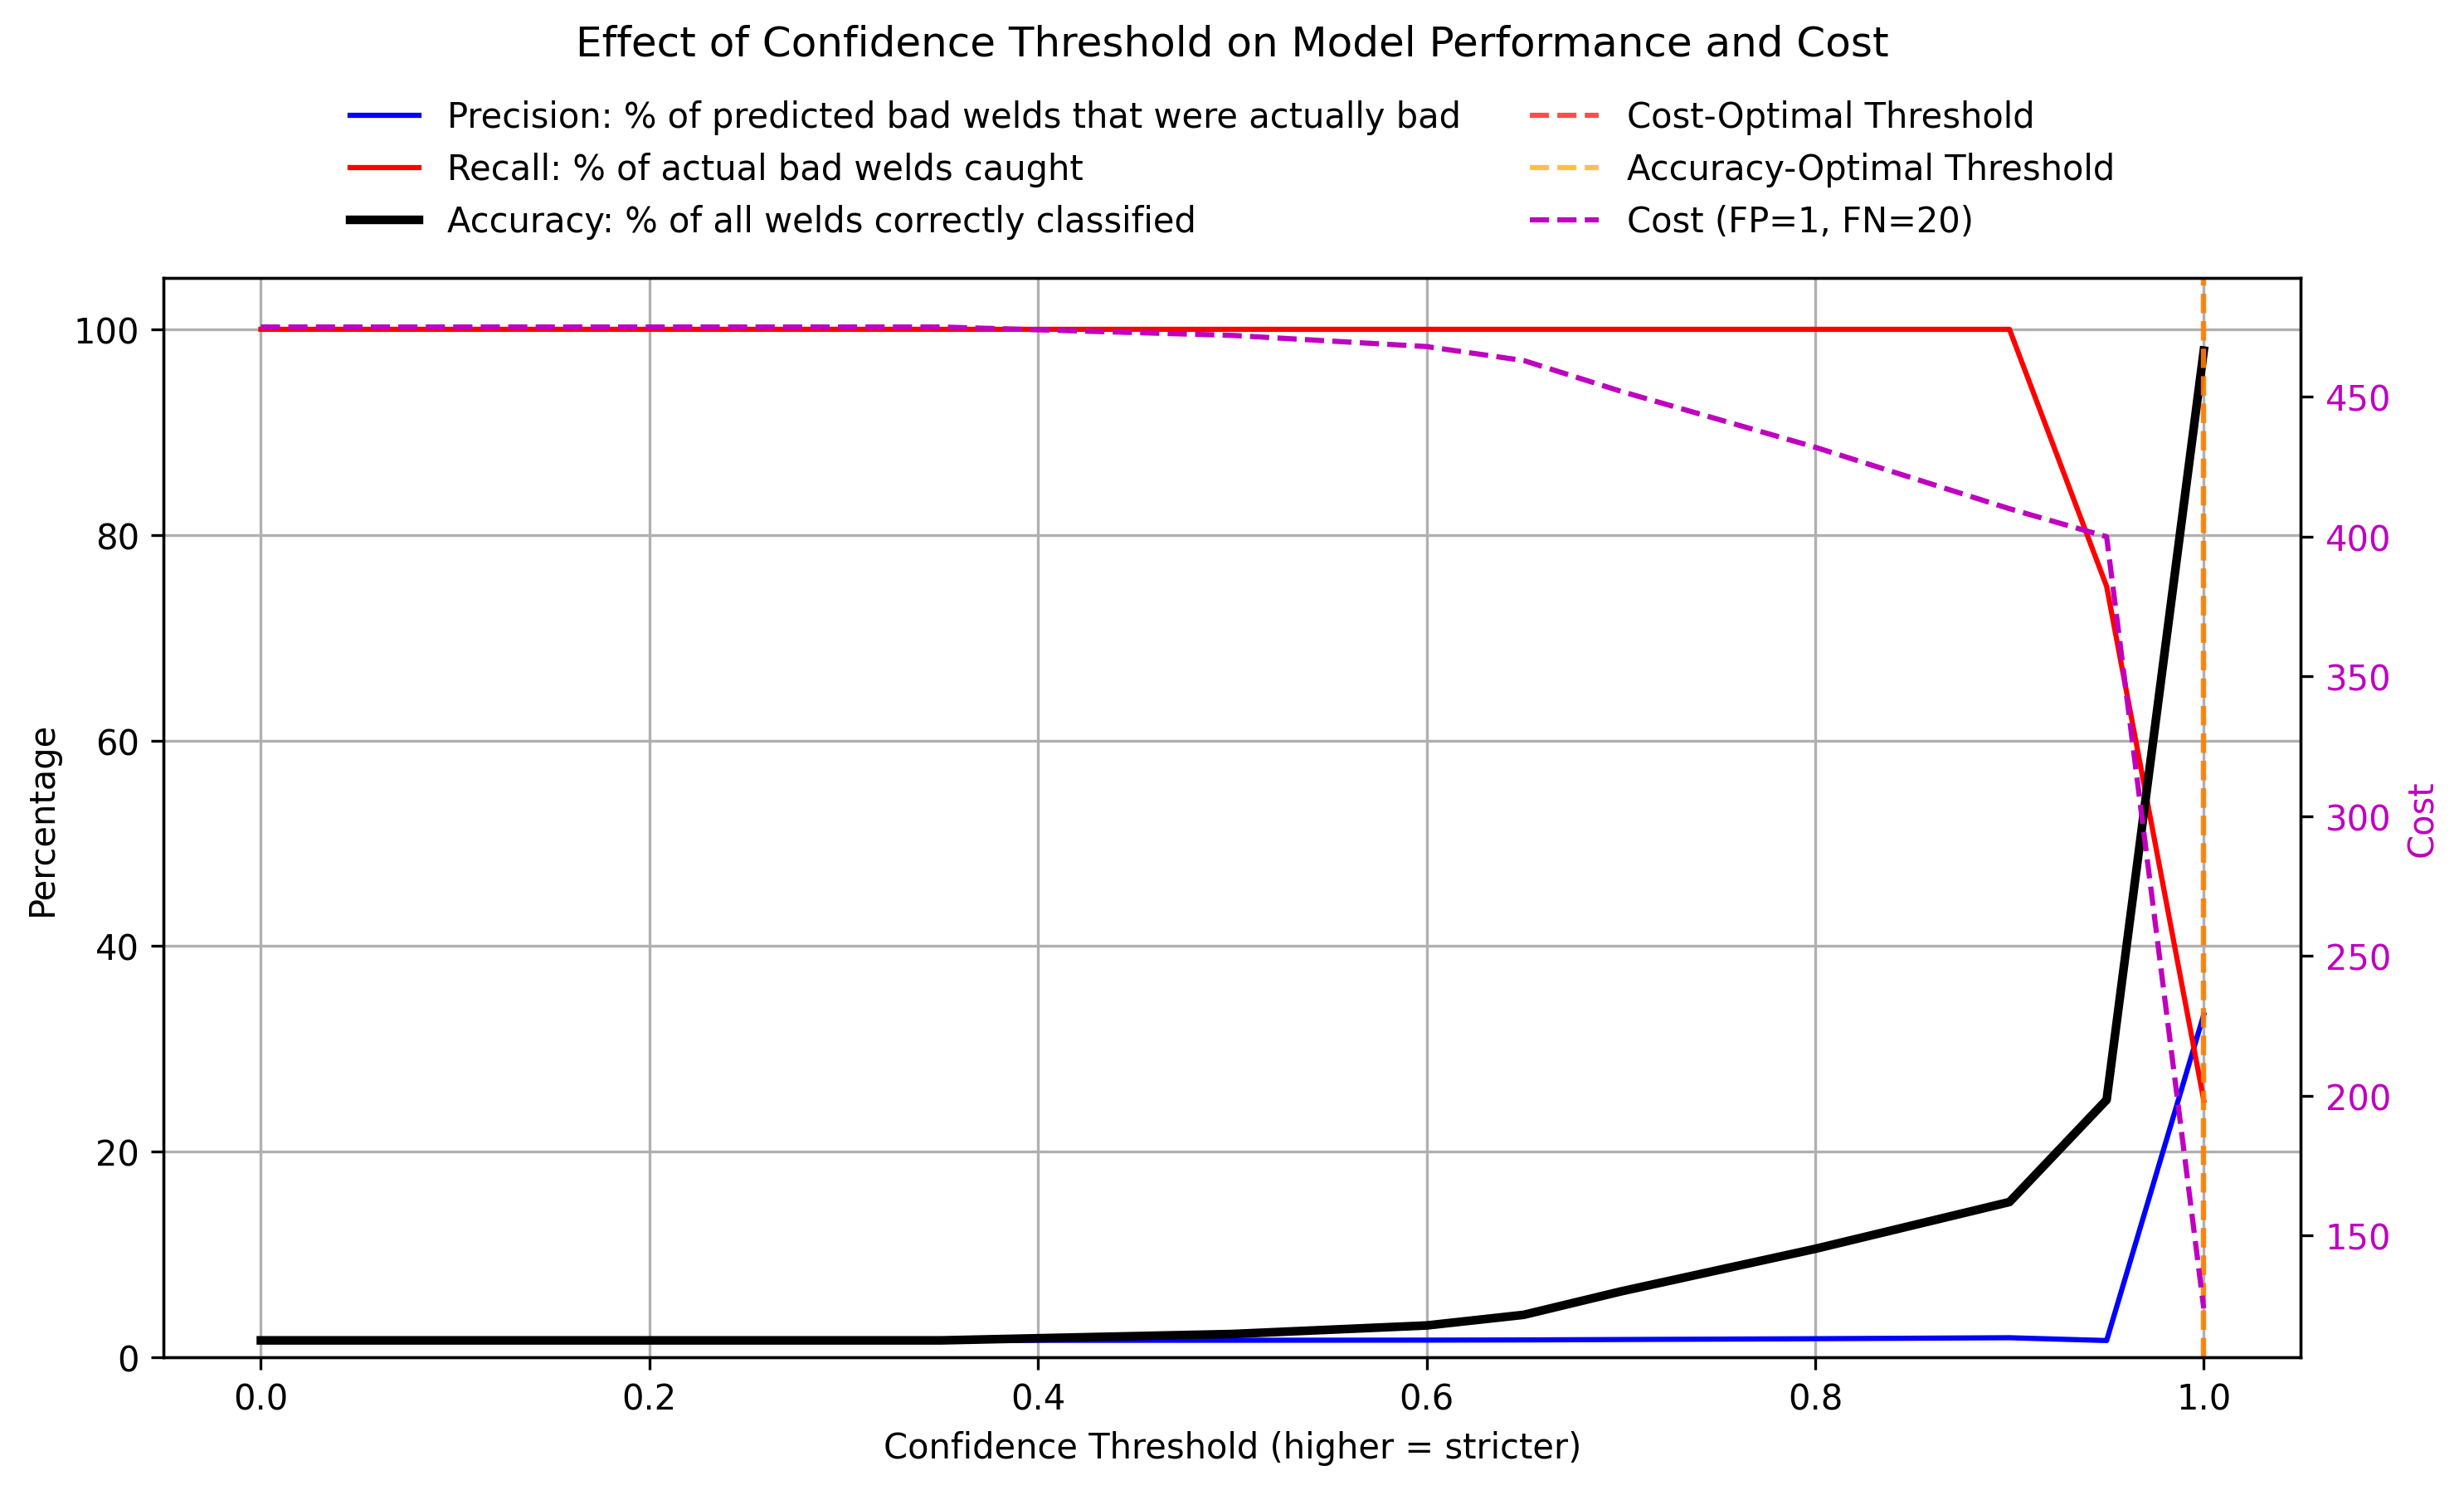 Effect of Confidence Threshold on Model Performance and Cost
Precision: % of predicted bad welds that were actually bad
Recall: % of actual bad welds caught
Accuracy: % of all welds correctly classified
Cost-Optimal Threshold
Accuracy-Optimal Threshold
Cost (FP=1, FN=20)
Percentage
100
80
60
40
20
0
0.0
0.2
0.4
0.6
0.8
1.0
Confidence Threshold (higher = stricter)
450
400
350
300
250
200
150
Cost